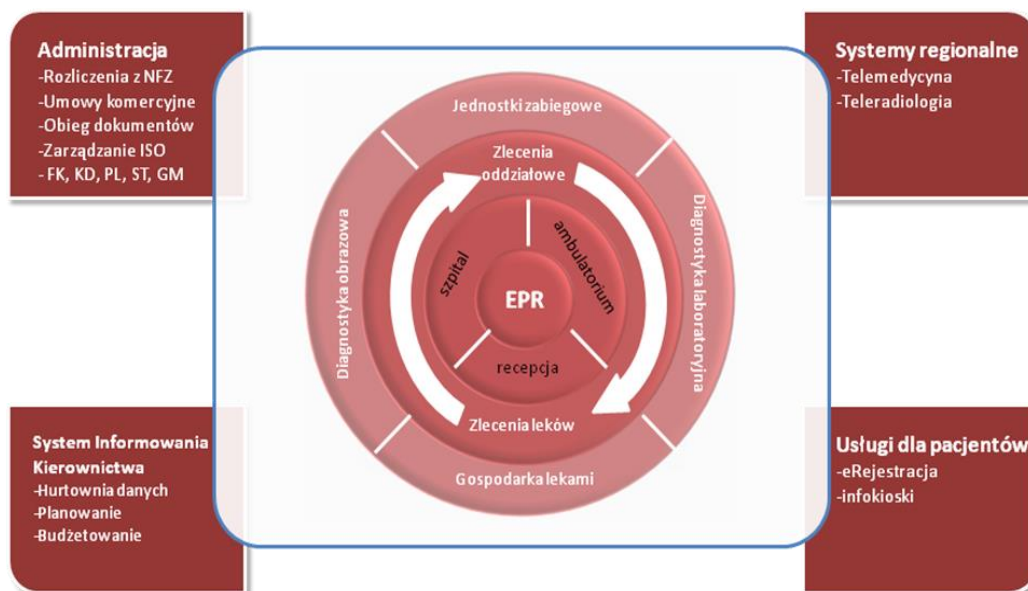 Administracja
-Rozliczenia z NFZ
-Umowy komercyjne
-Obieg dokumentów
-Zarządzanie ISO
- FK, KD, PL, ST, GM
Systemy regionalne
-Telemedycyna
-Teleradiologia
Jednostki zabiegowe
Zlecenia
oddziałowe
Diagnostyka obrazowa
szpital
ambulatorium
Diagnostyka laboratoryjna
EPR
recepcja
Zlecenia leków
Gospodarka lekami
System Informowania
Kierownictwa
-Hurtownia danych
-Planowanie
-Budżetowanie
Usługi dla pacjentów
-eRejestracja
-infokioski